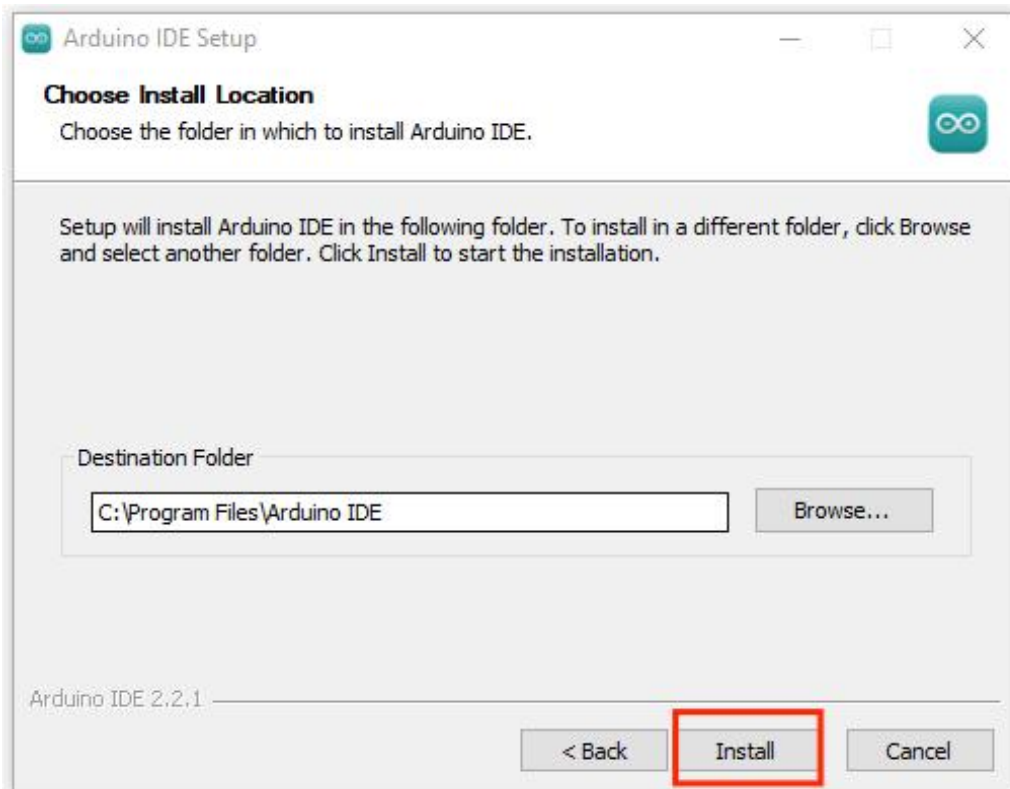 Arduino IDE Setup
Choose Install Location
Choose the folder in which to install Arduino IDE.
Setup will install Arduino IDE in the following folder. To install in a different folder, click Browse
and select another folder. Click Install to start the installation.
Destination Folder
C:\Program Files\Arduino IDE
Browse...
Arduino IDE 2.2.1
< Back
Install
Cancel